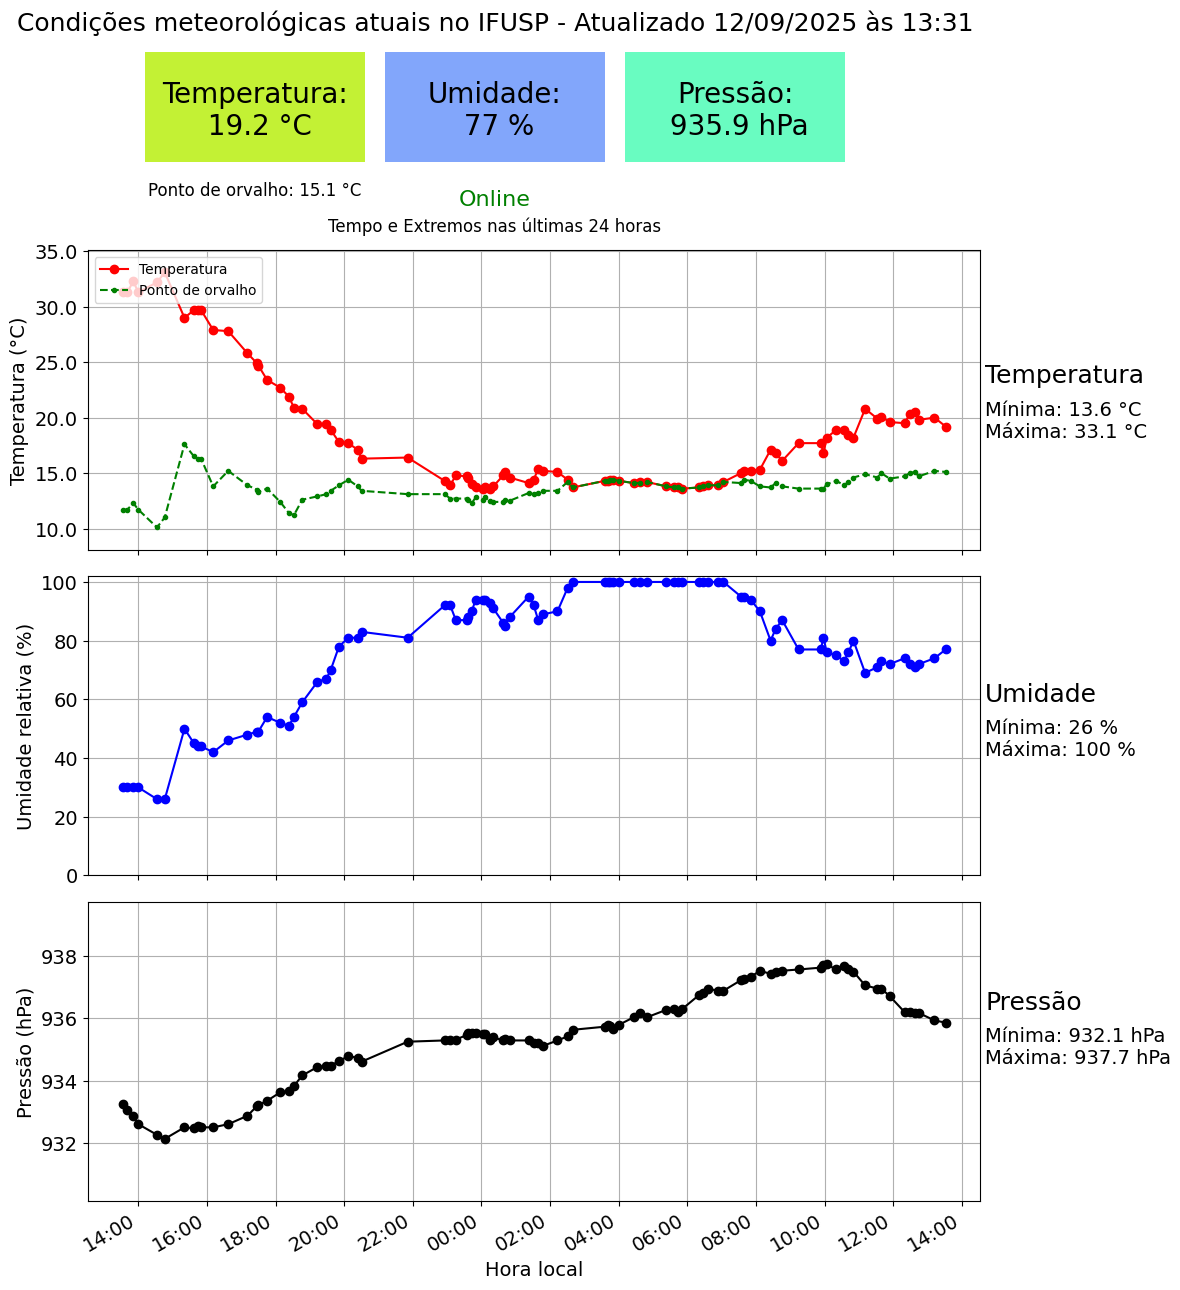 Condições meteorológicas atuais no IFUSP - Atualizado 12/09/2025 às 13:31
Temperatura:
19.2 °C
Umidade:
77 %
Pressão:
935.9 hPa
Ponto de orvalho: 15.1 °C
Online
Tempo e Extremos nas últimas 24 horas
Temperatura (°C)
35.0
30.0
25.0
20.0
15.0
10.0
Temperatura
Ponto de orvalho
Temperatura
Mínima: 13.6 °C
Máxima: 33.1 °C
Umidade relativa (%)
100
80
60
40
20
0
Umidade
Mínima: 26 %
Máxima: 100 %
Pressão (hPa)
938
936
934
932
Pressão
Mínima: 932.1 hPa
Máxima: 937.7 hPa
14:00
16:00
18:00
20:00
22:00
00:00
02:00
04:00
06:00
08:00
10:00
12:00
14:00
Hora local